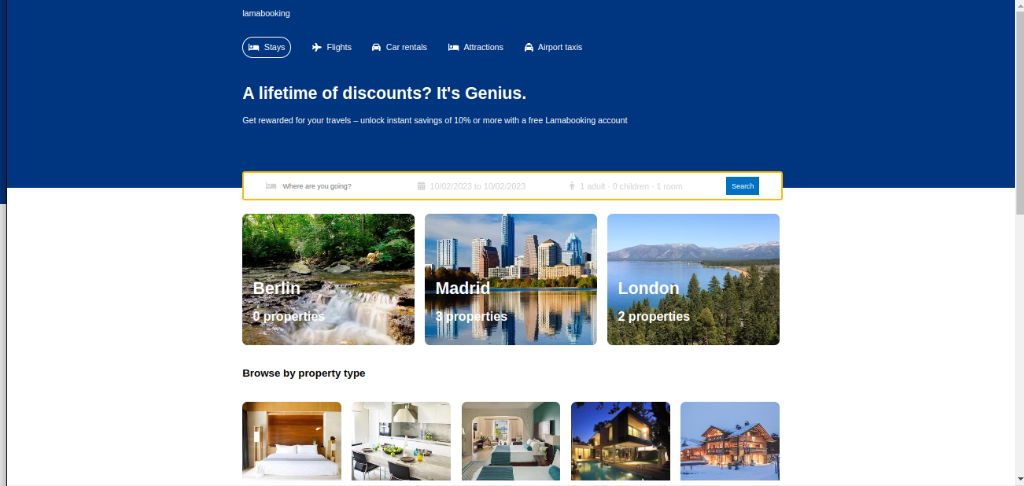 lamabooking
Stays Flights Car rentals Attractions Airport taxis
A lifetime of discounts? It's Genius.
Get rewarded for your travels – unlock instant savings of 10% or more with a free Lamabooking account
Where are you going? 10/02/2023 to 10/02/2023 1 adult · 0 children · 1 room Search
Berlin
0 properties
Madrid
3 properties
London
2 properties
Browse by property type